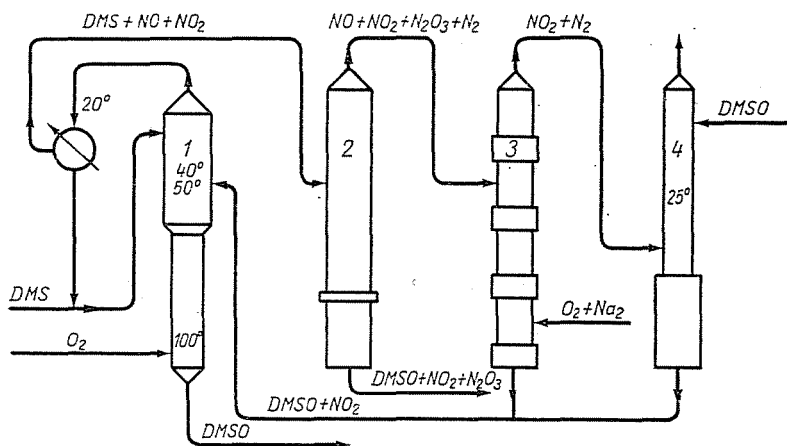 DMS + NO + NO₂
NO + NO₂ + N₂O₃ + N₂
NO₂ + N₂
20°
1
40°
50°
2
3
4
25°
DMSO
DMS
O₂
100°
O₂ + Na₂
DMSO + NO₂ + N₂O₃
DMSO + NO₂
DMSO